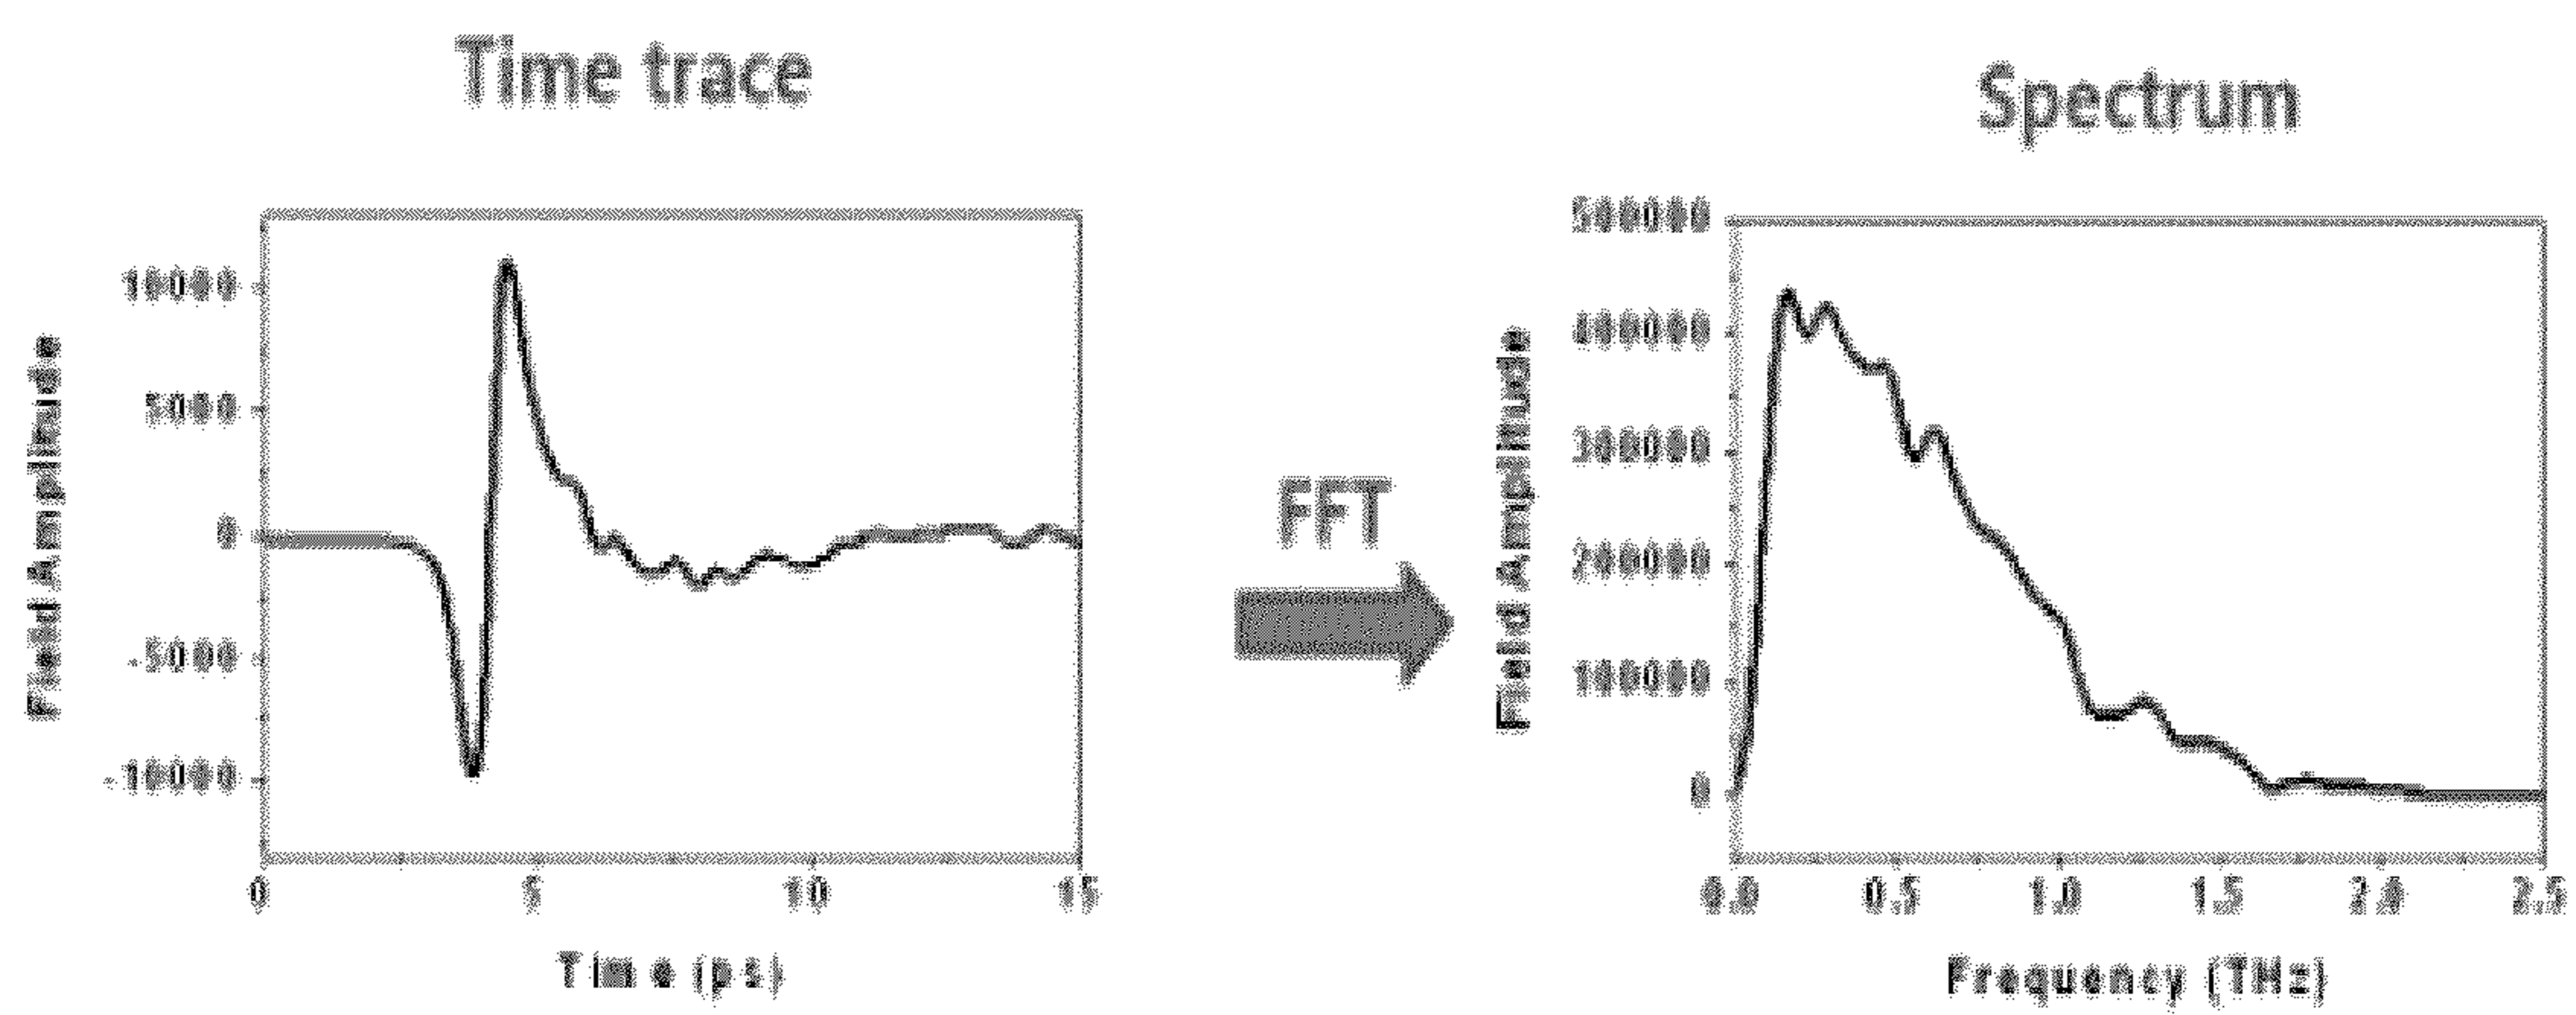 Time trace
Field Amplitude
10000
5000
0
-5000
-10000
0 5 10 15
Time (ps)
FFT
Spectrum
Field Amplitude
500000
400000
300000
200000
100000
0
0.0 0.5 1.0 1.5 2.0 2.5
Frequency (THz)